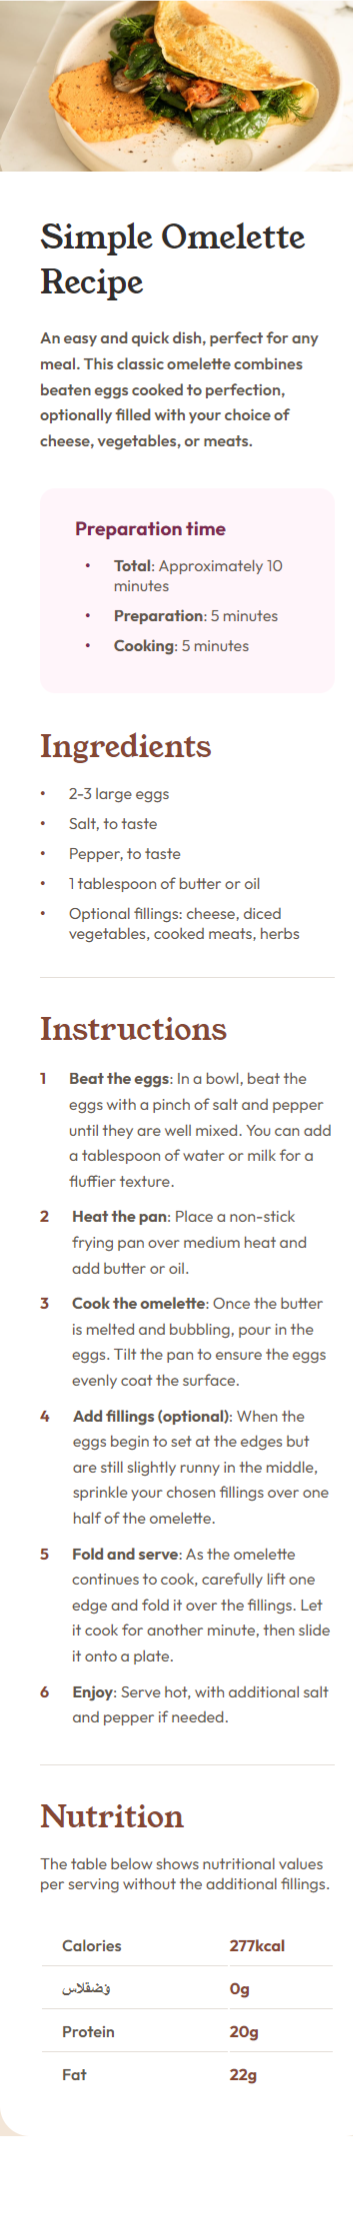 Simple Omelette
Recipe
An easy and quick dish, perfect for any
meal. This classic omelette combines
beaten eggs cooked to perfection,
optionally filled with your choice of
cheese, vegetables, or meats.
Preparation time
• Total: Approximately 10
minutes
• Preparation: 5 minutes
• Cooking: 5 minutes
Ingredients
• 2-3 large eggs
• Salt, to taste
• Pepper, to taste
• 1 tablespoon of butter or oil
• Optional fillings: cheese, diced
vegetables, cooked meats, herbs
Instructions
1 Beat the eggs: In a bowl, beat the
eggs with a pinch of salt and pepper
until they are well mixed. You can add
a tablespoon of water or milk for a
fluffier texture.
2 Heat the pan: Place a non-stick
frying pan over medium heat and
add butter or oil.
3 Cook the omelette: Once the butter
is melted and bubbling, pour in the
eggs. Tilt the pan to ensure the eggs
evenly coat the surface.
4 Add fillings (optional): When the
eggs begin to set at the edges but
are still slightly runny in the middle,
sprinkle your chosen fillings over one
half of the omelette.
5 Fold and serve: As the omelette
continues to cook, carefully lift one
edge and fold it over the fillings. Let
it cook for another minute, then slide
it onto a plate.
6 Enjoy: Serve hot, with additional salt
and pepper if needed.
Nutrition
The table below shows nutritional values
per serving without the additional fillings.
Calories 277kcal
0g
Protein 20g
Fat 22g